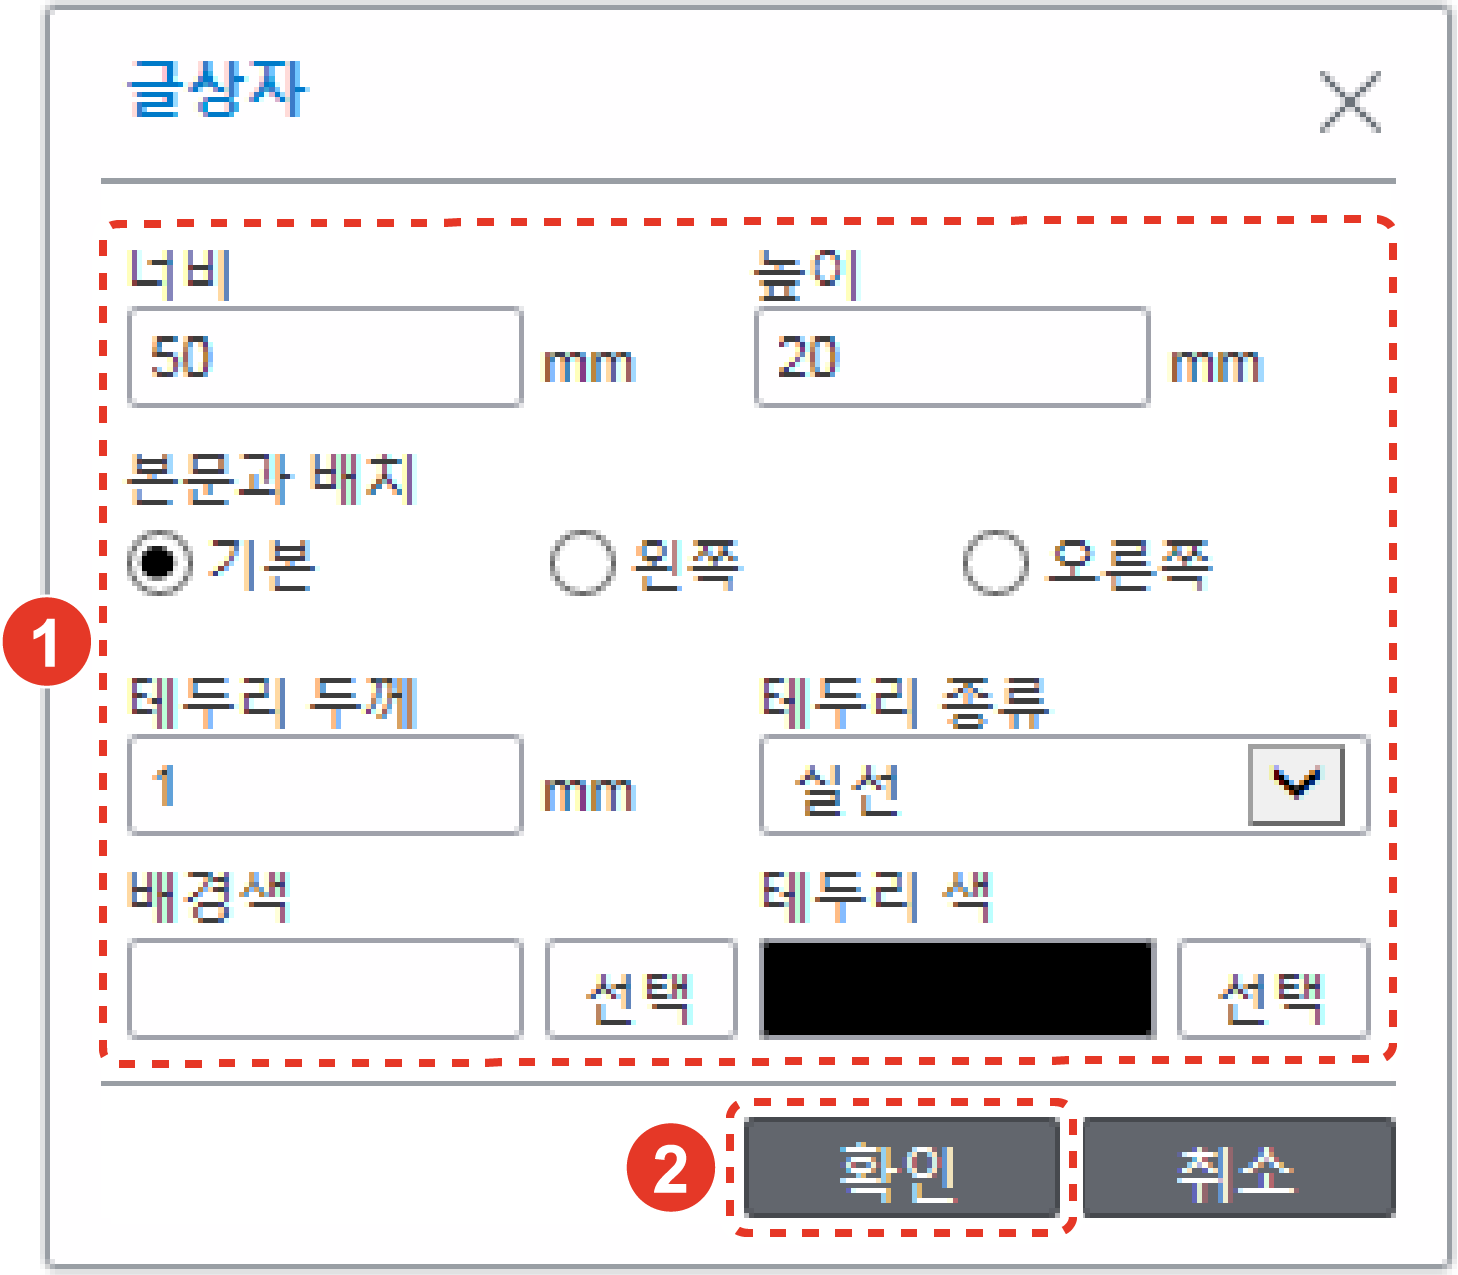 글상자
너비 높이
50 mm 20 mm
본문과 배치
기본 왼쪽 오른쪽
1
테두리 두께 테두리 종류
1 mm 실선
배경색 테두리 색
선택 선택
2 확인 취소